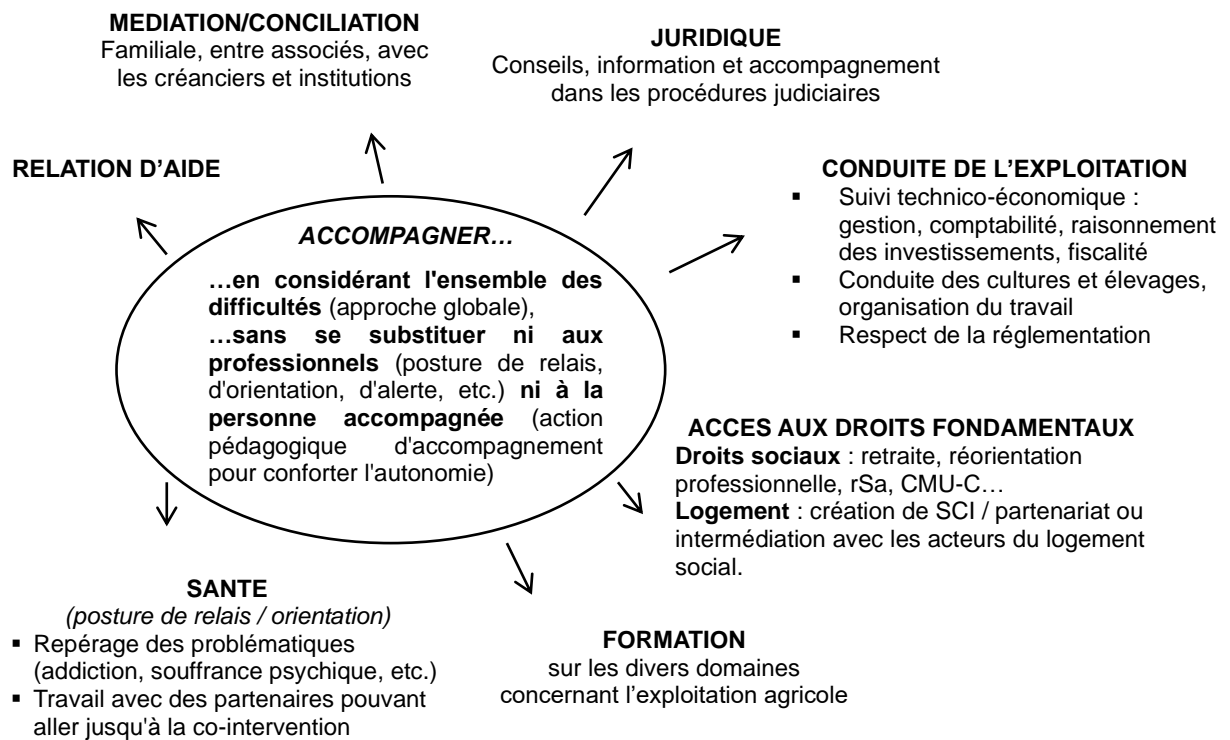 MEDIATION/CONCILIATION
Familiale, entre associés, avec
les créanciers et institutions
JURIDIQUE
Conseils, information et accompagnement
dans les procédures judiciaires
RELATION D’AIDE
CONDUITE DE L’EXPLOITATION
▪ Suivi technico-économique :
gestion, comptabilité, raisonnement
des investissements, fiscalité
▪ Conduite des cultures et élevages,
organisation du travail
▪ Respect de la réglementation
ACCOMPAGNER…
…en considérant l'ensemble des
difficultés (approche globale),
…sans se substituer ni aux
professionnels (posture de relais,
d'orientation, d'alerte, etc.) ni à la
personne accompagnée (action
pédagogique d'accompagnement
pour conforter l'autonomie)
ACCES AUX DROITS FONDAMENTAUX
Droits sociaux : retraite, réorientation
professionnelle, rSa, CMU-C…
Logement : création de SCI / partenariat ou
intermédiation avec les acteurs du logement
social.
SANTE
(posture de relais / orientation)
▪ Repérage des problématiques
(addiction, souffrance psychique, etc.)
▪ Travail avec des partenaires pouvant
aller jusqu'à la co-intervention
FORMATION
sur les divers domaines
concernant l’exploitation agricole